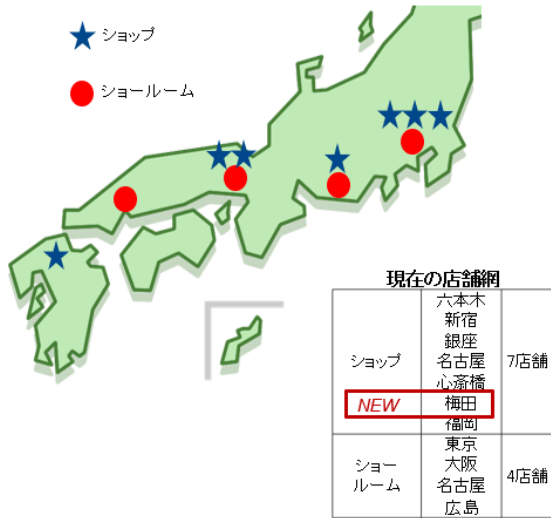 ショップ
ショールーム
現在の店舗網
ショップ
六本木
新宿
銀座
名古屋
心斎橋
NEW 梅田
福岡
7店舗
ショー
ルーム
東京
大阪
名古屋
広島
4店舗